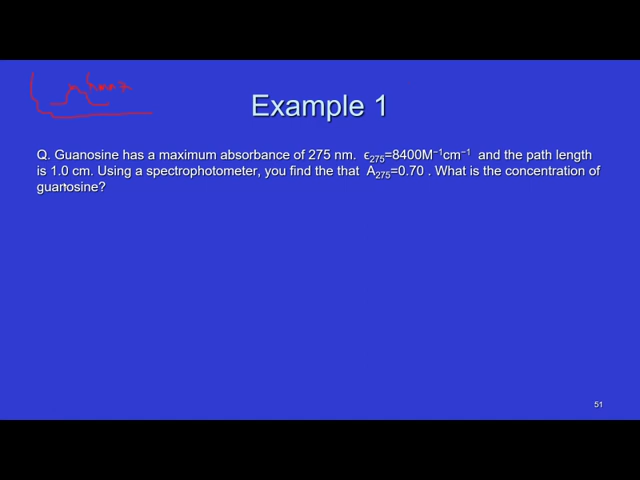 Example 1
Q. Guanosine has a maximum absorbance of 275 nm. ϵ₂₇₅=8400M⁻¹cm⁻¹ and the path length
is 1.0 cm. Using a spectrophotometer, you find the that A₂₇₅=0.70 . What is the concentration of
guanosine?
51